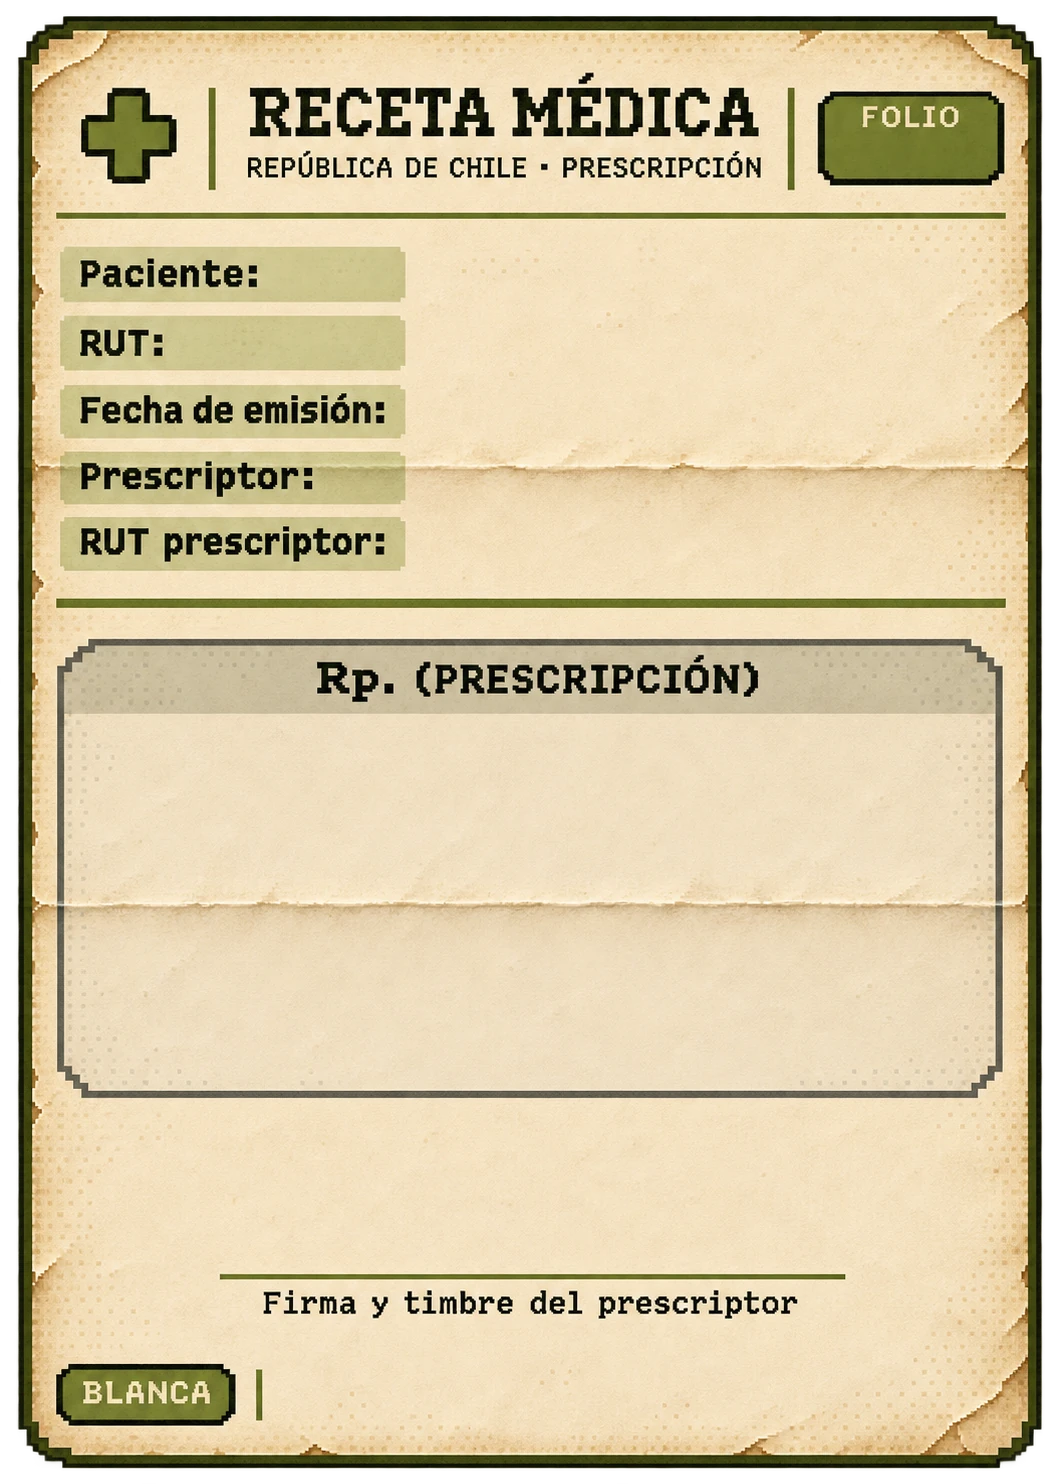 RECETA MÉDICA
REPÚBLICA DE CHILE · PRESCRIPCIÓN
FOLIO
Paciente:
RUT:
Fecha de emisión:
Prescriptor:
RUT prescriptor:
Rp. (PRESCRIPCIÓN)
Firma y timbre del prescriptor
BLANCA